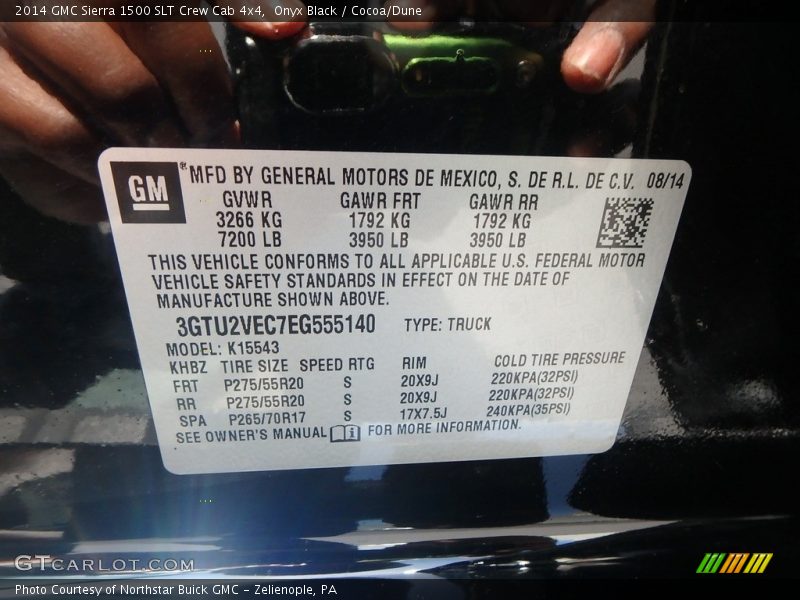 2014 GMC Sierra 1500 SLT Crew Cab 4x4, Onyx Black / Cocoa/Dune
GM ® MFD BY GENERAL MOTORS DE MEXICO, S. DE R.L. DE C.V. 08/14
GVWR GAWR FRT GAWR RR
3266 KG 1792 KG 1792 KG
7200 LB 3950 LB 3950 LB
THIS VEHICLE CONFORMS TO ALL APPLICABLE U.S. FEDERAL MOTOR
VEHICLE SAFETY STANDARDS IN EFFECT ON THE DATE OF
MANUFACTURE SHOWN ABOVE.
3GTU2VEC7EG555140 TYPE: TRUCK
MODEL: K15543
KHBZ TIRE SIZE SPEED RTG RIM COLD TIRE PRESSURE
FRT P275/55R20 S 20X9J 220KPA(32PSI)
RR P275/55R20 S 20X9J 220KPA(32PSI)
SPA P265/70R17 S 17X7.5J 240KPA(35PSI)
SEE OWNER'S MANUAL FOR MORE INFORMATION.
GTCARLOT.COM
Photo Courtesy of Northstar Buick GMC - Zelienople, PA